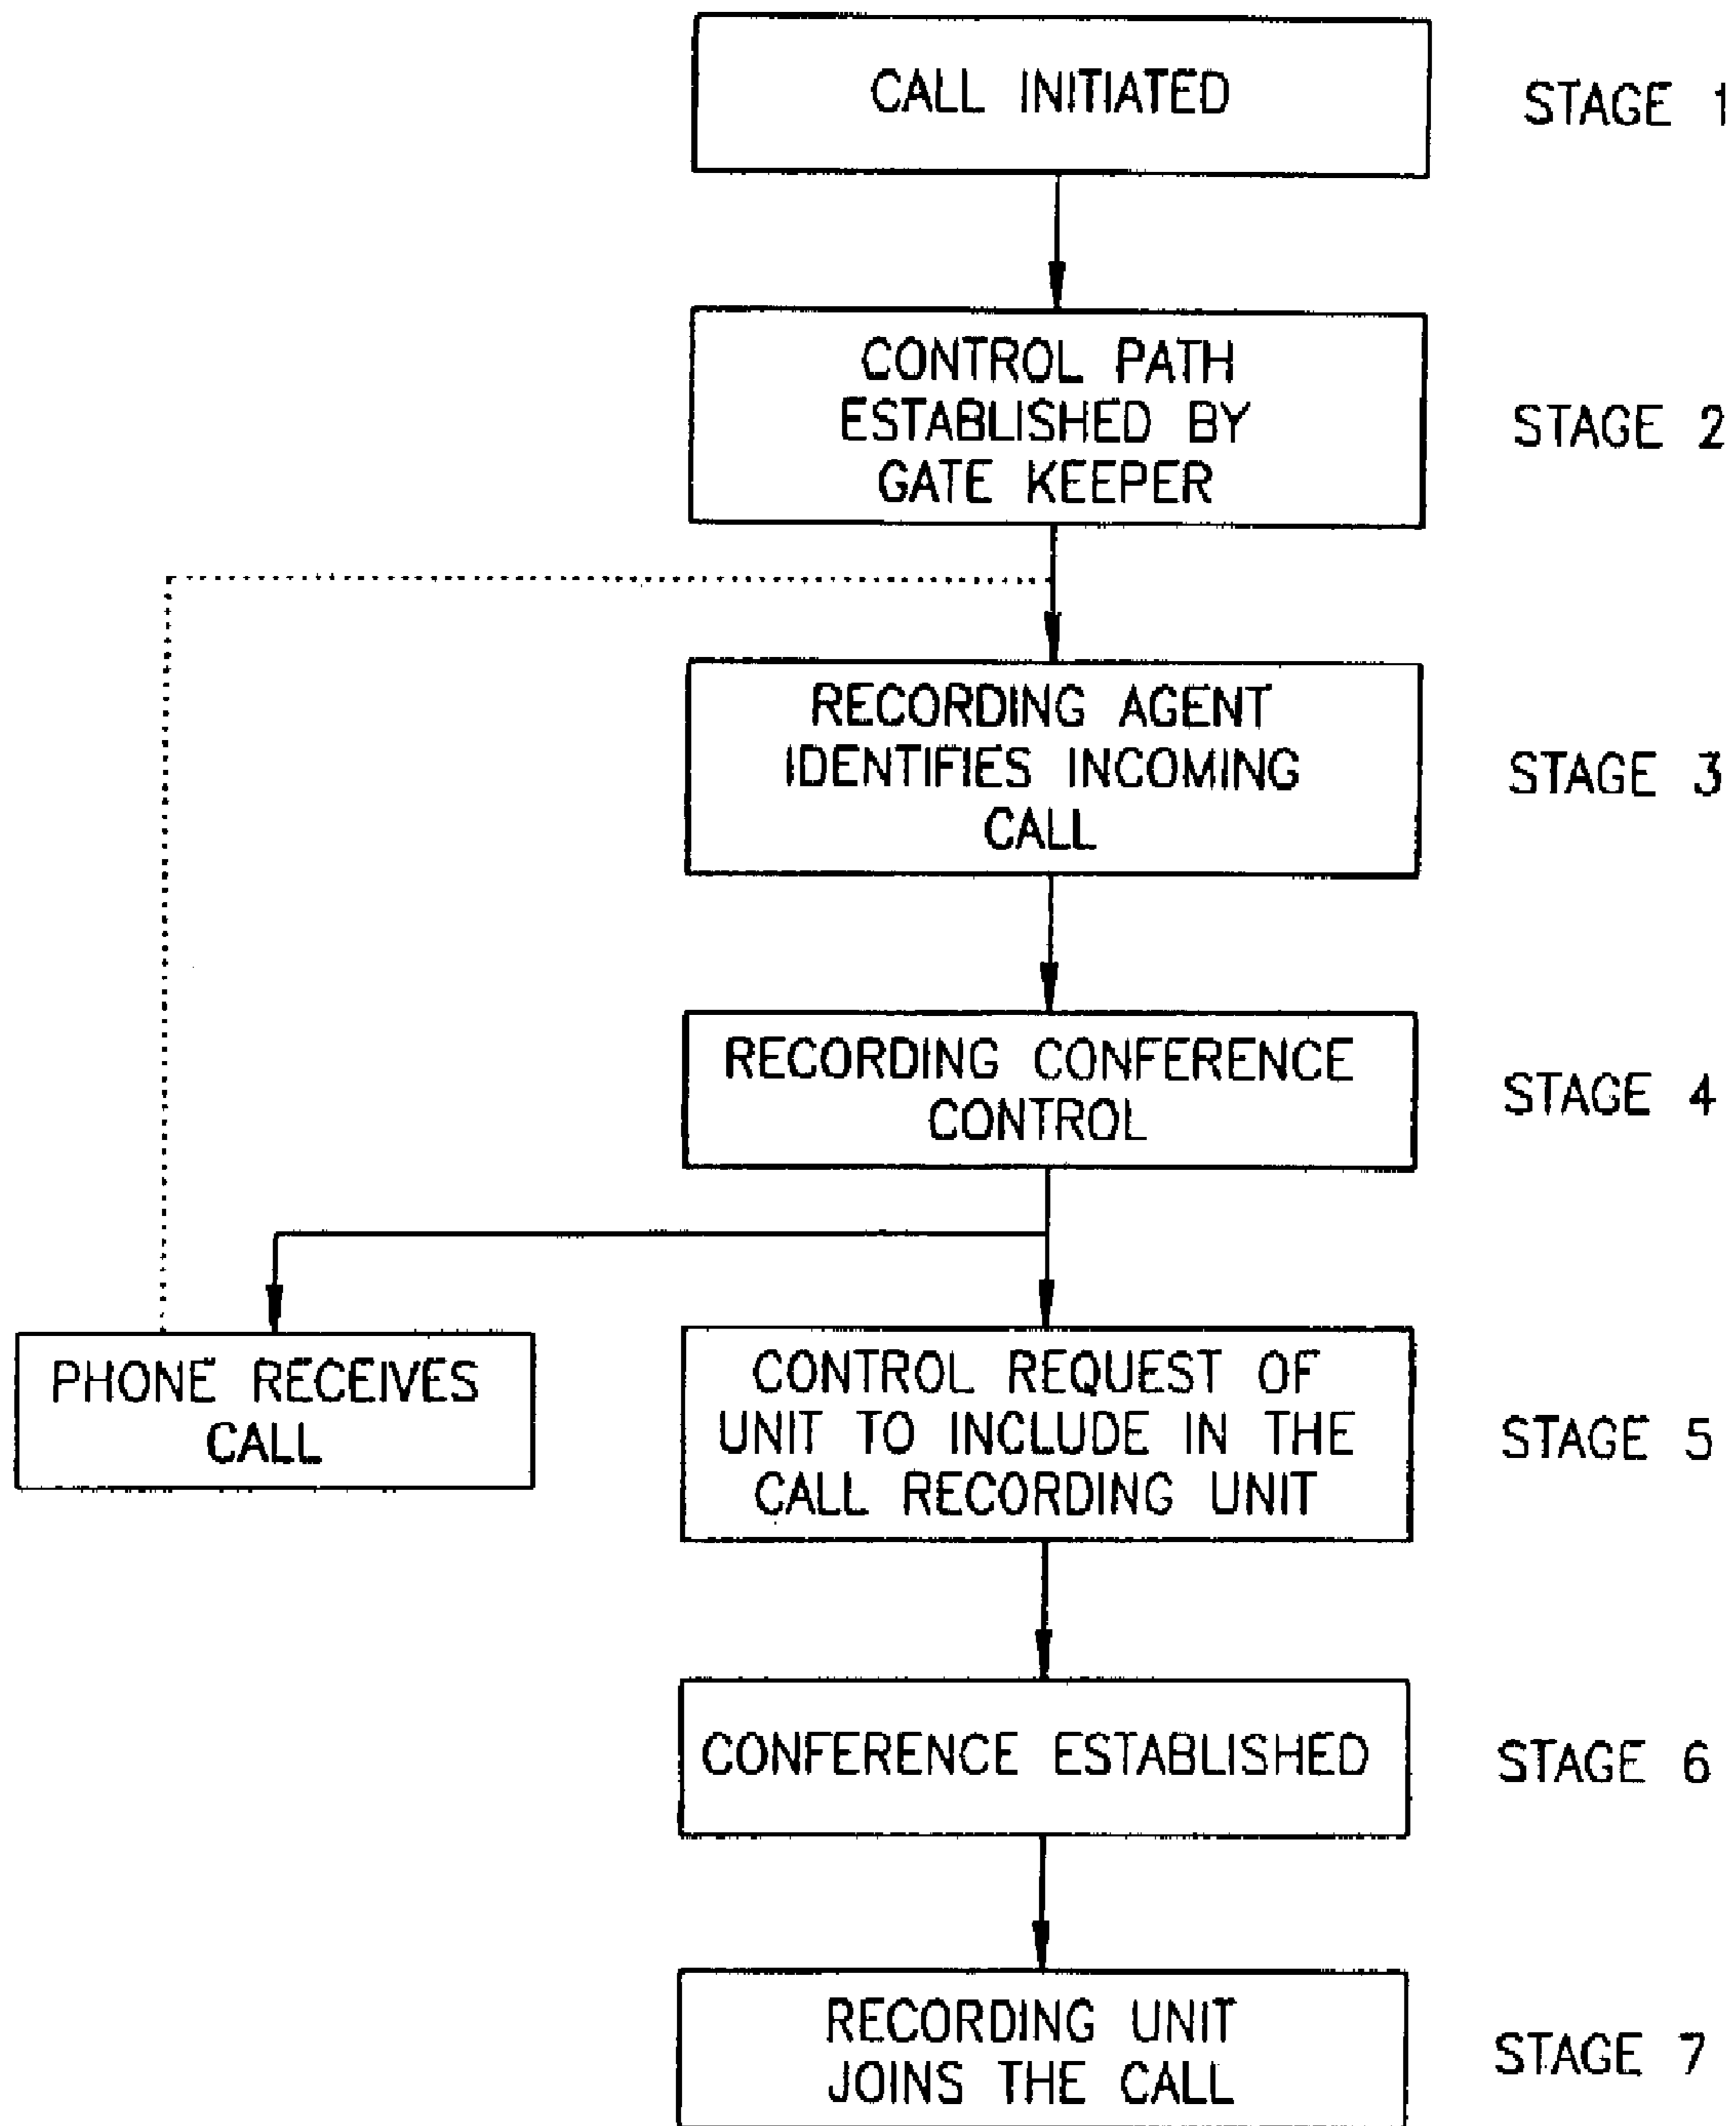 CALL INITIATED
STAGE 1
CONTROL PATH
ESTABLISHED BY
GATE KEEPER
STAGE 2
RECORDING AGENT
IDENTIFIES INCOMING
CALL
STAGE 3
RECORDING CONFERENCE
CONTROL
STAGE 4
PHONE RECEIVES
CALL
CONTROL REQUEST OF
UNIT TO INCLUDE IN THE
CALL RECORDING UNIT
STAGE 5
CONFERENCE ESTABLISHED
STAGE 6
RECORDING UNIT
JOINS THE CALL
STAGE 7